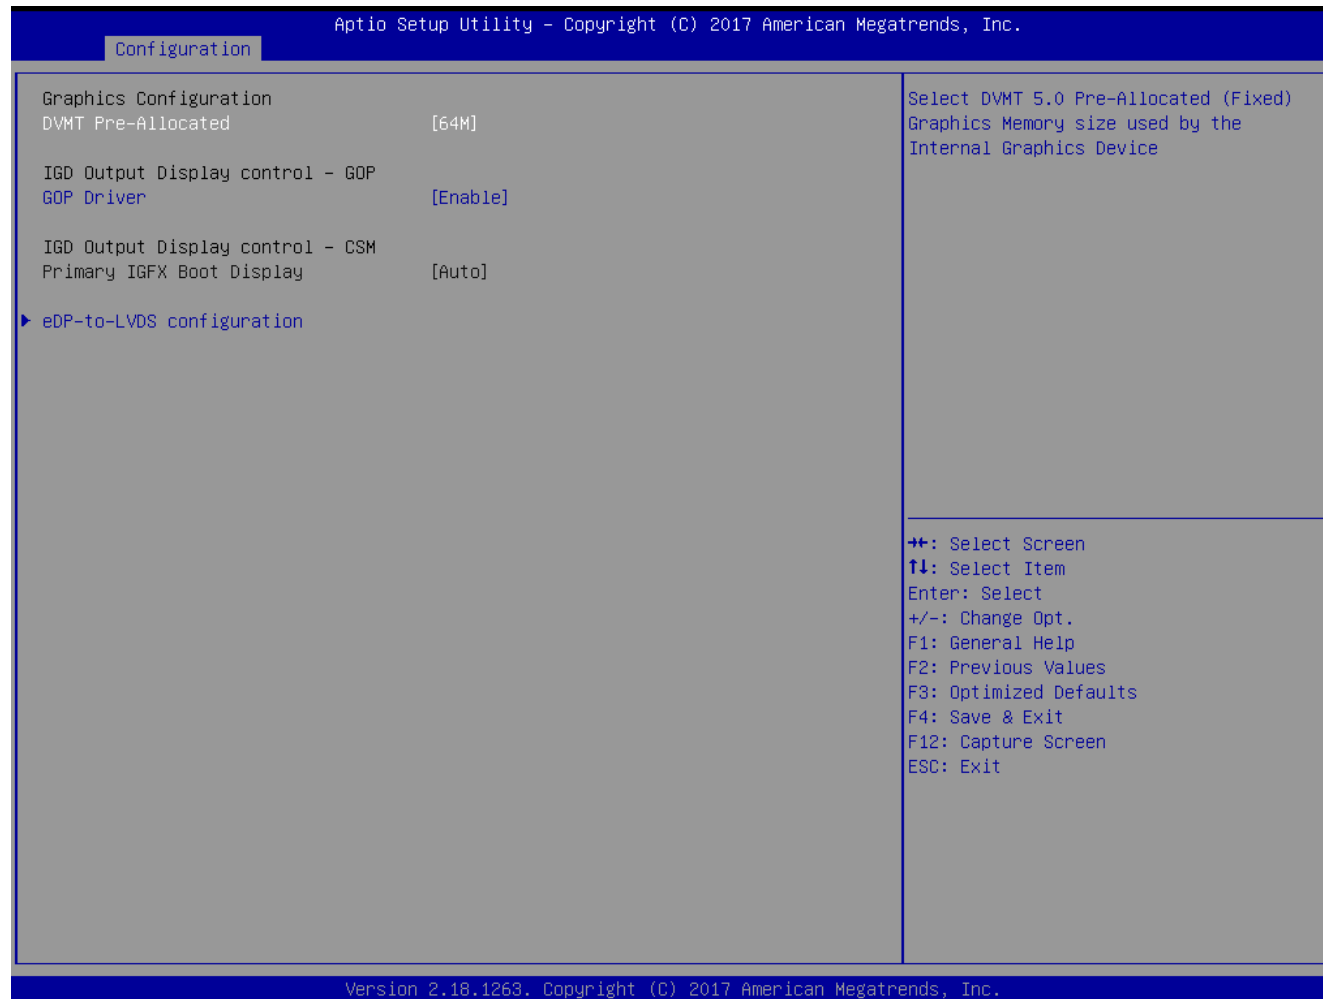 Aptio Setup Utility – Copyright (C) 2017 American Megatrends, Inc.
Configuration
Graphics Configuration
DVMT Pre-Allocated [64M]
IGD Output Display control – GOP
GOP Driver [Enable]
IGD Output Display control – CSM
Primary IGFX Boot Display [Auto]
▶ eDP-to-LVDS configuration
Select DVMT 5.0 Pre-Allocated (Fixed)
Graphics Memory size used by the
Internal Graphics Device
→←: Select Screen
↑↓: Select Item
Enter: Select
+/-: Change Opt.
F1: General Help
F2: Previous Values
F3: Optimized Defaults
F4: Save & Exit
F12: Capture Screen
ESC: Exit
Version 2.18.1263. Copyright (C) 2017 American Megatrends, Inc.